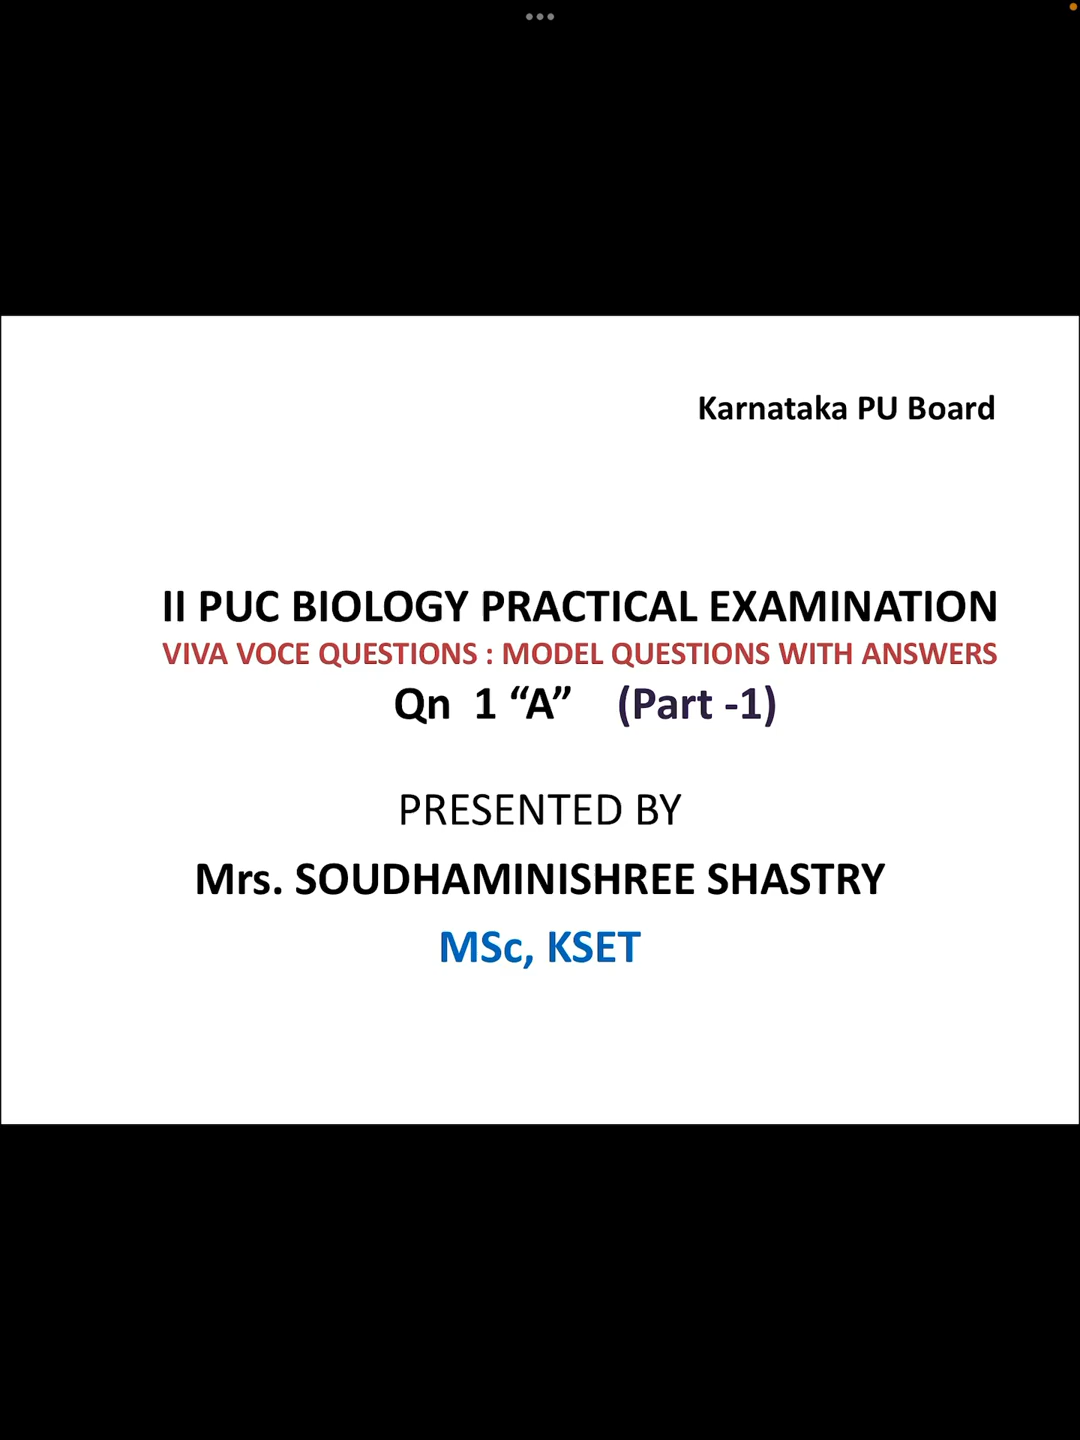 Karnataka PU Board
II PUC BIOLOGY PRACTICAL EXAMINATION
VIVA VOCE QUESTIONS : MODEL QUESTIONS WITH ANSWERS
Qn 1 “A” (Part -1)
PRESENTED BY
Mrs. SOUDHAMINISHREE SHASTRY
MSc, KSET